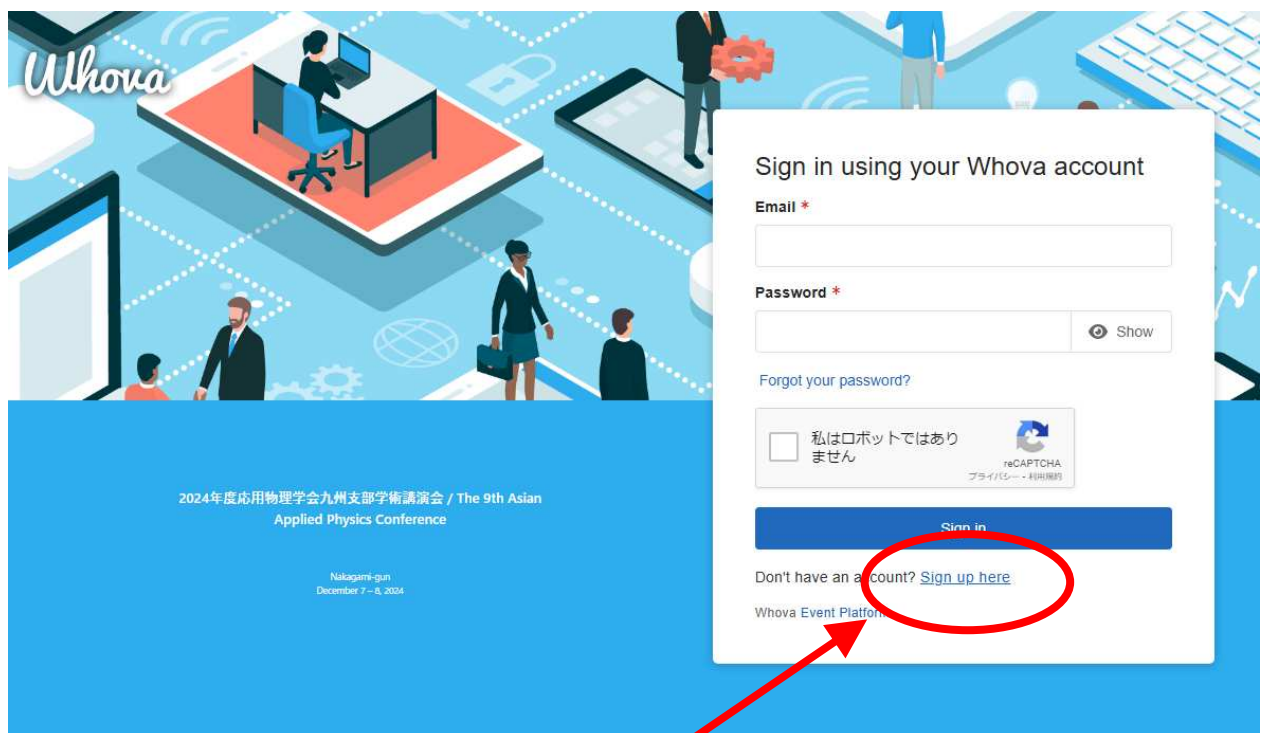 Whova
Sign in using your Whova account
Email *
Password *
Show
Forgot your password?
私はロボットではあり
ません
reCAPTCHA
プライバシー - 利用規約
Sign in
Don't have an account? Sign up here
Whova Event Platform
2024年度応用物理学会九州支部学術講演会 / The 9th Asian
Applied Physics Conference
Nakagami-gun
December 7 – 8, 2024